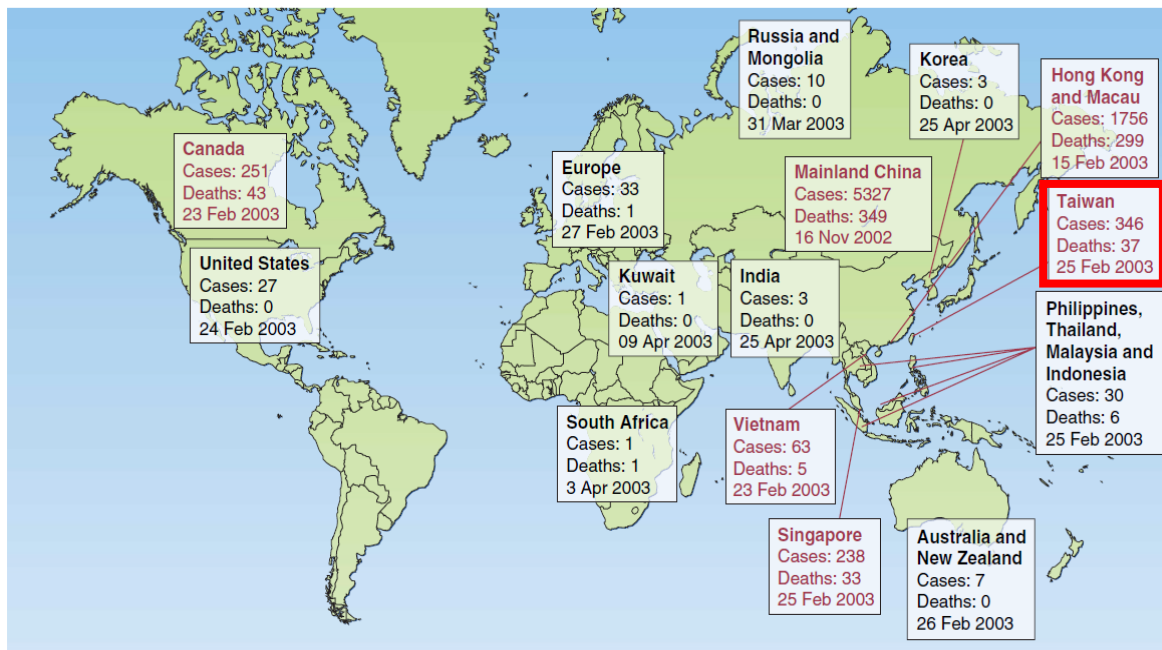 Russia and
Mongolia
Cases: 10
Deaths: 0
31 Mar 2003
Korea
Cases: 3
Deaths: 0
25 Apr 2003
Hong Kong
and Macau
Cases: 1756
Deaths: 299
15 Feb 2003
Canada
Cases: 251
Deaths: 43
23 Feb 2003
Europe
Cases: 33
Deaths: 1
27 Feb 2003
Mainland China
Cases: 5327
Deaths: 349
16 Nov 2002
Taiwan
Cases: 346
Deaths: 37
25 Feb 2003
United States
Cases: 27
Deaths: 0
24 Feb 2003
Kuwait
Cases: 1
Deaths: 0
09 Apr 2003
India
Cases: 3
Deaths: 0
25 Apr 2003
Philippines,
Thailand,
Malaysia and
Indonesia
Cases: 30
Deaths: 6
25 Feb 2003
South Africa
Cases: 1
Deaths: 1
3 Apr 2003
Vietnam
Cases: 63
Deaths: 5
23 Feb 2003
Singapore
Cases: 238
Deaths: 33
25 Feb 2003
Australia and
New Zealand
Cases: 7
Deaths: 0
26 Feb 2003